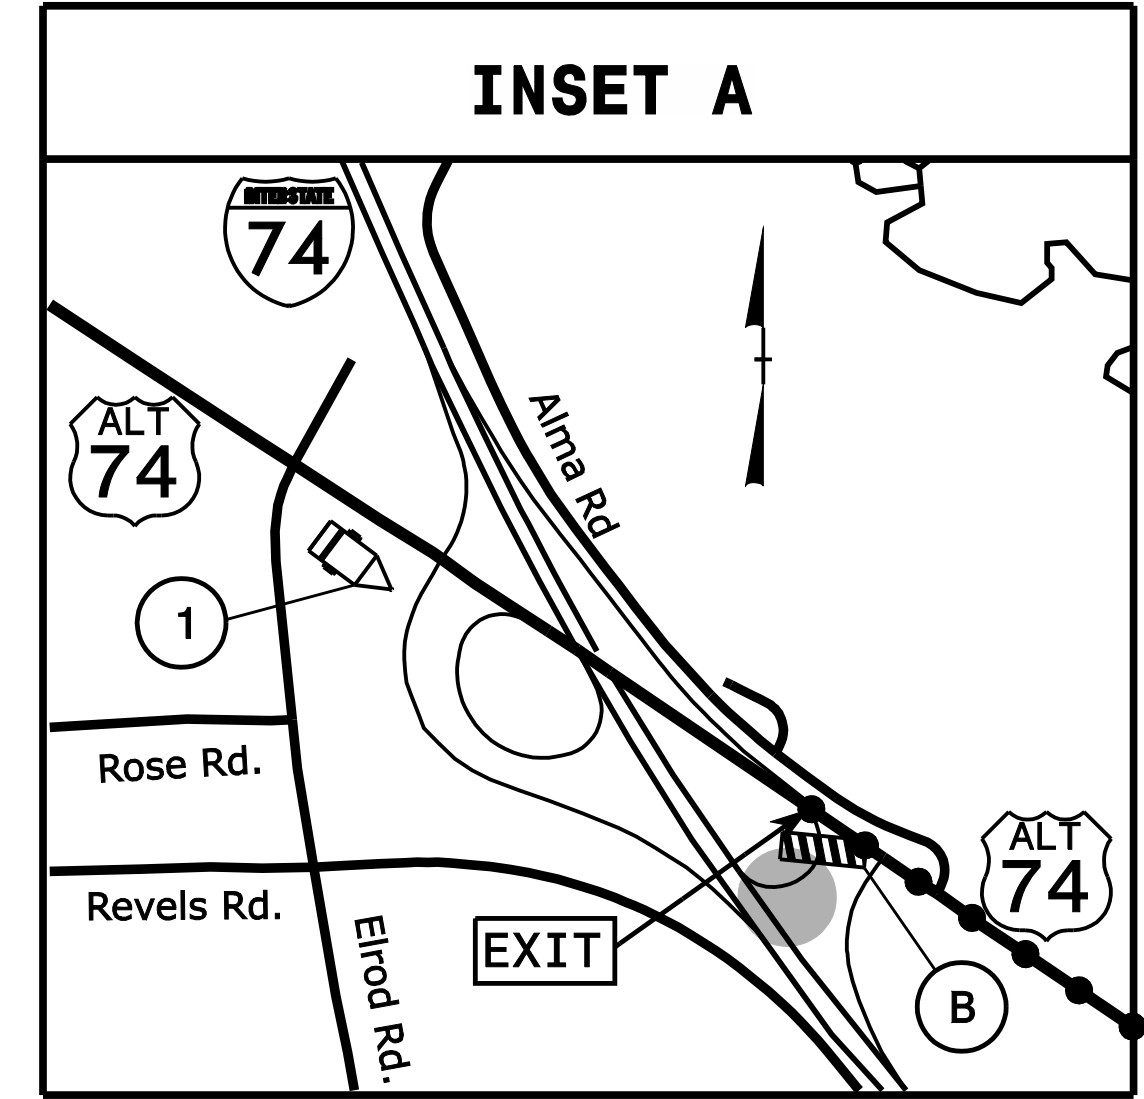 INSET A
INTERSTATE
74
ALT
74
Alma Rd
1
Rose Rd.
Revels Rd.
Elrod Rd.
EXIT
ALT
74
B